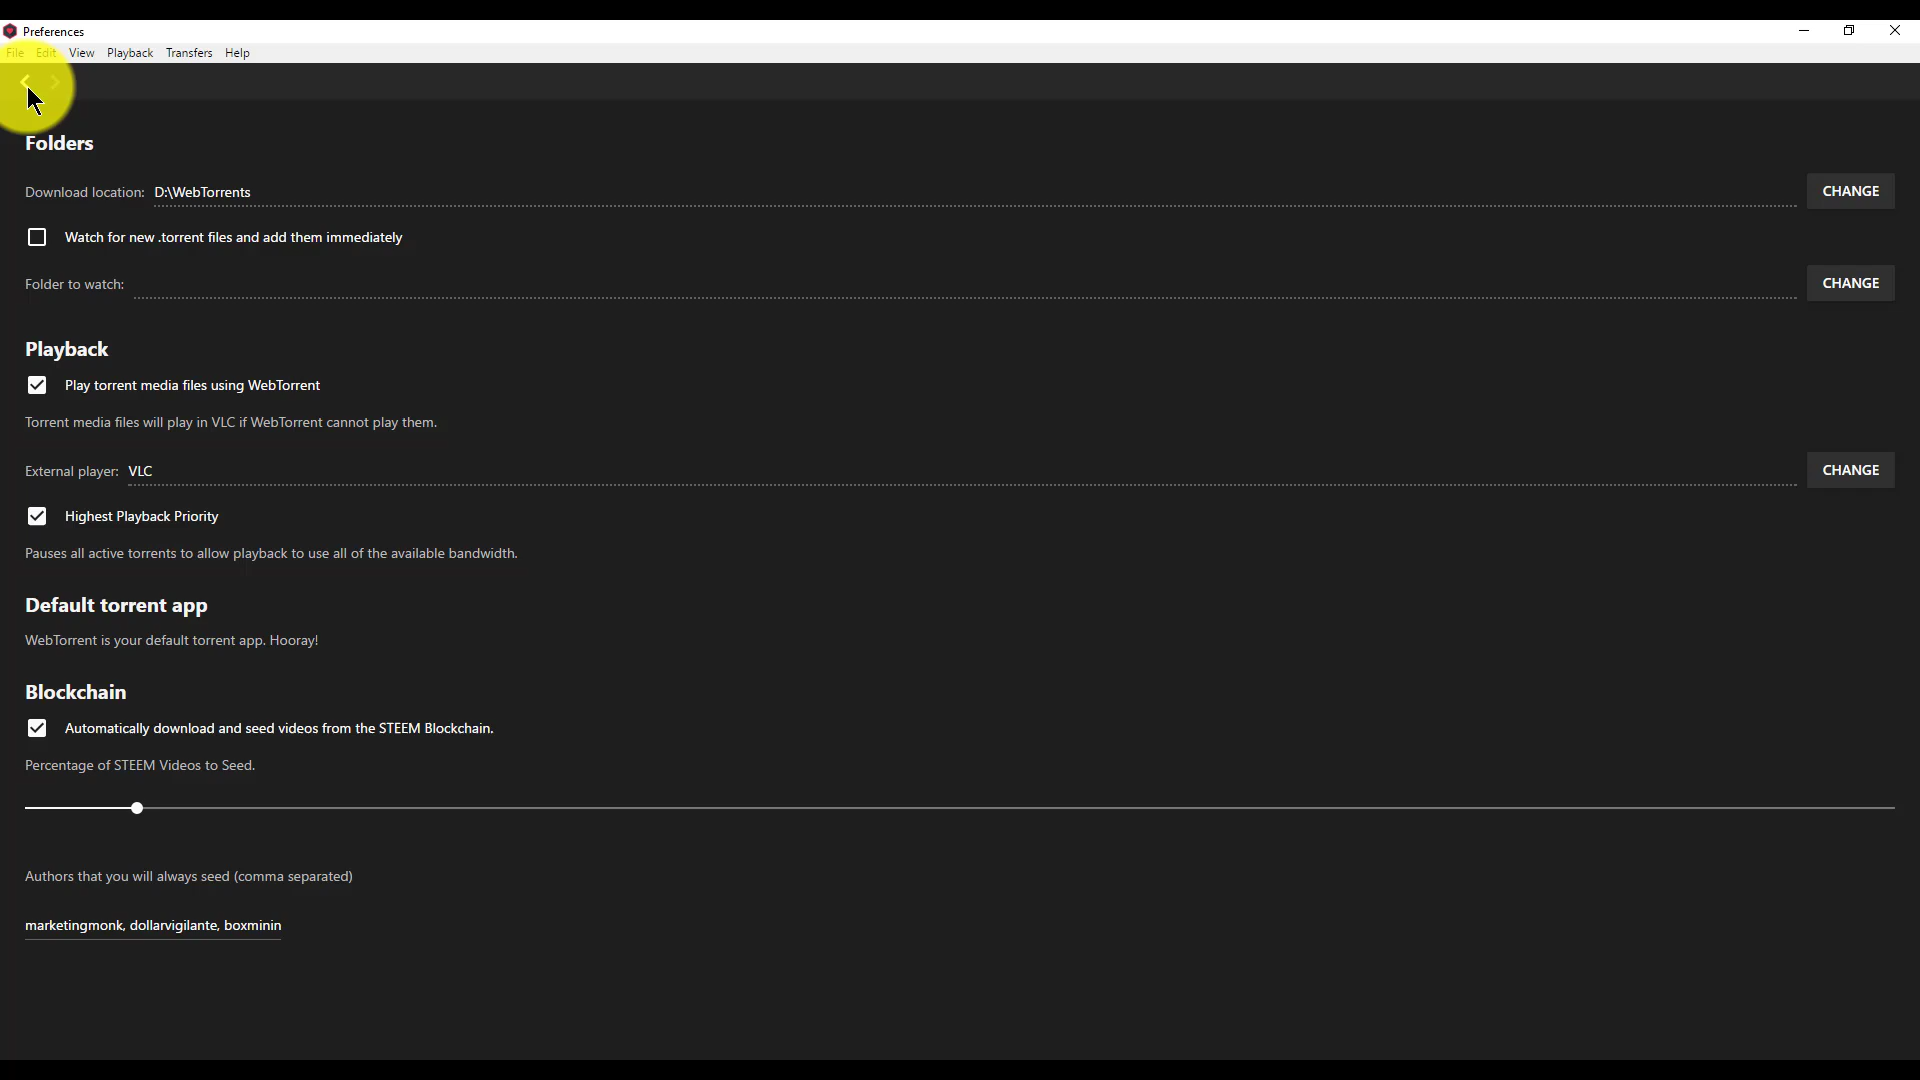 Preferences
File Edit View Playback Transfers Help
Folders
Download location: D:\WebTorrents
CHANGE
Watch for new .torrent files and add them immediately
Folder to watch:
CHANGE
Playback
Play torrent media files using WebTorrent
Torrent media files will play in VLC if WebTorrent cannot play them.
External player: VLC
CHANGE
Highest Playback Priority
Pauses all active torrents to allow playback to use all of the available bandwidth.
Default torrent app
WebTorrent is your default torrent app. Hooray!
Blockchain
Automatically download and seed videos from the STEEM Blockchain.
Percentage of STEEM Videos to Seed.
Authors that you will always seed (comma separated)
marketingmonk, dollarvigilante, boxminin